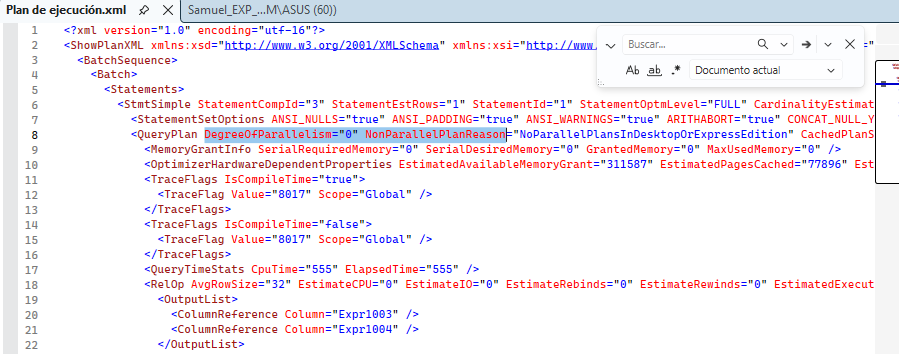 Plan de ejecución.xml
Samuel_EXP_...M\ASUS (60))
Buscar...
Documento actual
1 <?xml version="1.0" encoding="utf-16"?>
2 <ShowPlanXML xmlns:xsd="http://www.w3.org/2001/XMLSchema" xmlns:xsi="http://www.
3 <BatchSequence>
4 <Batch>
5 <Statements>
6 <StmtSimple StatementCompId="3" StatementEstRows="1" StatementId="1" StatementOptmLevel="FULL" CardinalityEstimat
7 <StatementSetOptions ANSI_NULLS="true" ANSI_PADDING="true" ANSI_WARNINGS="true" ARITHABORT="true" CONCAT_NULL_Y
8 <QueryPlan DegreeOfParallelism="0" NonParallelPlanReason="NoParallelPlansInDesktopOrExpressEdition" CachedPlanS
9 <MemoryGrantInfo SerialRequiredMemory="0" SerialDesiredMemory="0" GrantedMemory="0" MaxUsedMemory="0" />
10 <OptimizerHardwareDependentProperties EstimatedAvailableMemoryGrant="311587" EstimatedPagesCached="77896" Est
11 <TraceFlags IsCompileTime="true">
12 <TraceFlag Value="8017" Scope="Global" />
13 </TraceFlags>
14 <TraceFlags IsCompileTime="false">
15 <TraceFlag Value="8017" Scope="Global" />
16 </TraceFlags>
17 <QueryTimeStats CpuTime="555" ElapsedTime="555" />
18 <RelOp AvgRowSize="32" EstimateCPU="0" EstimateIO="0" EstimateRebinds="0" EstimateRewinds="0" EstimatedExecut
19 <OutputList>
20 <ColumnReference Column="Expr1003" />
21 <ColumnReference Column="Expr1004" />
22 </OutputList>